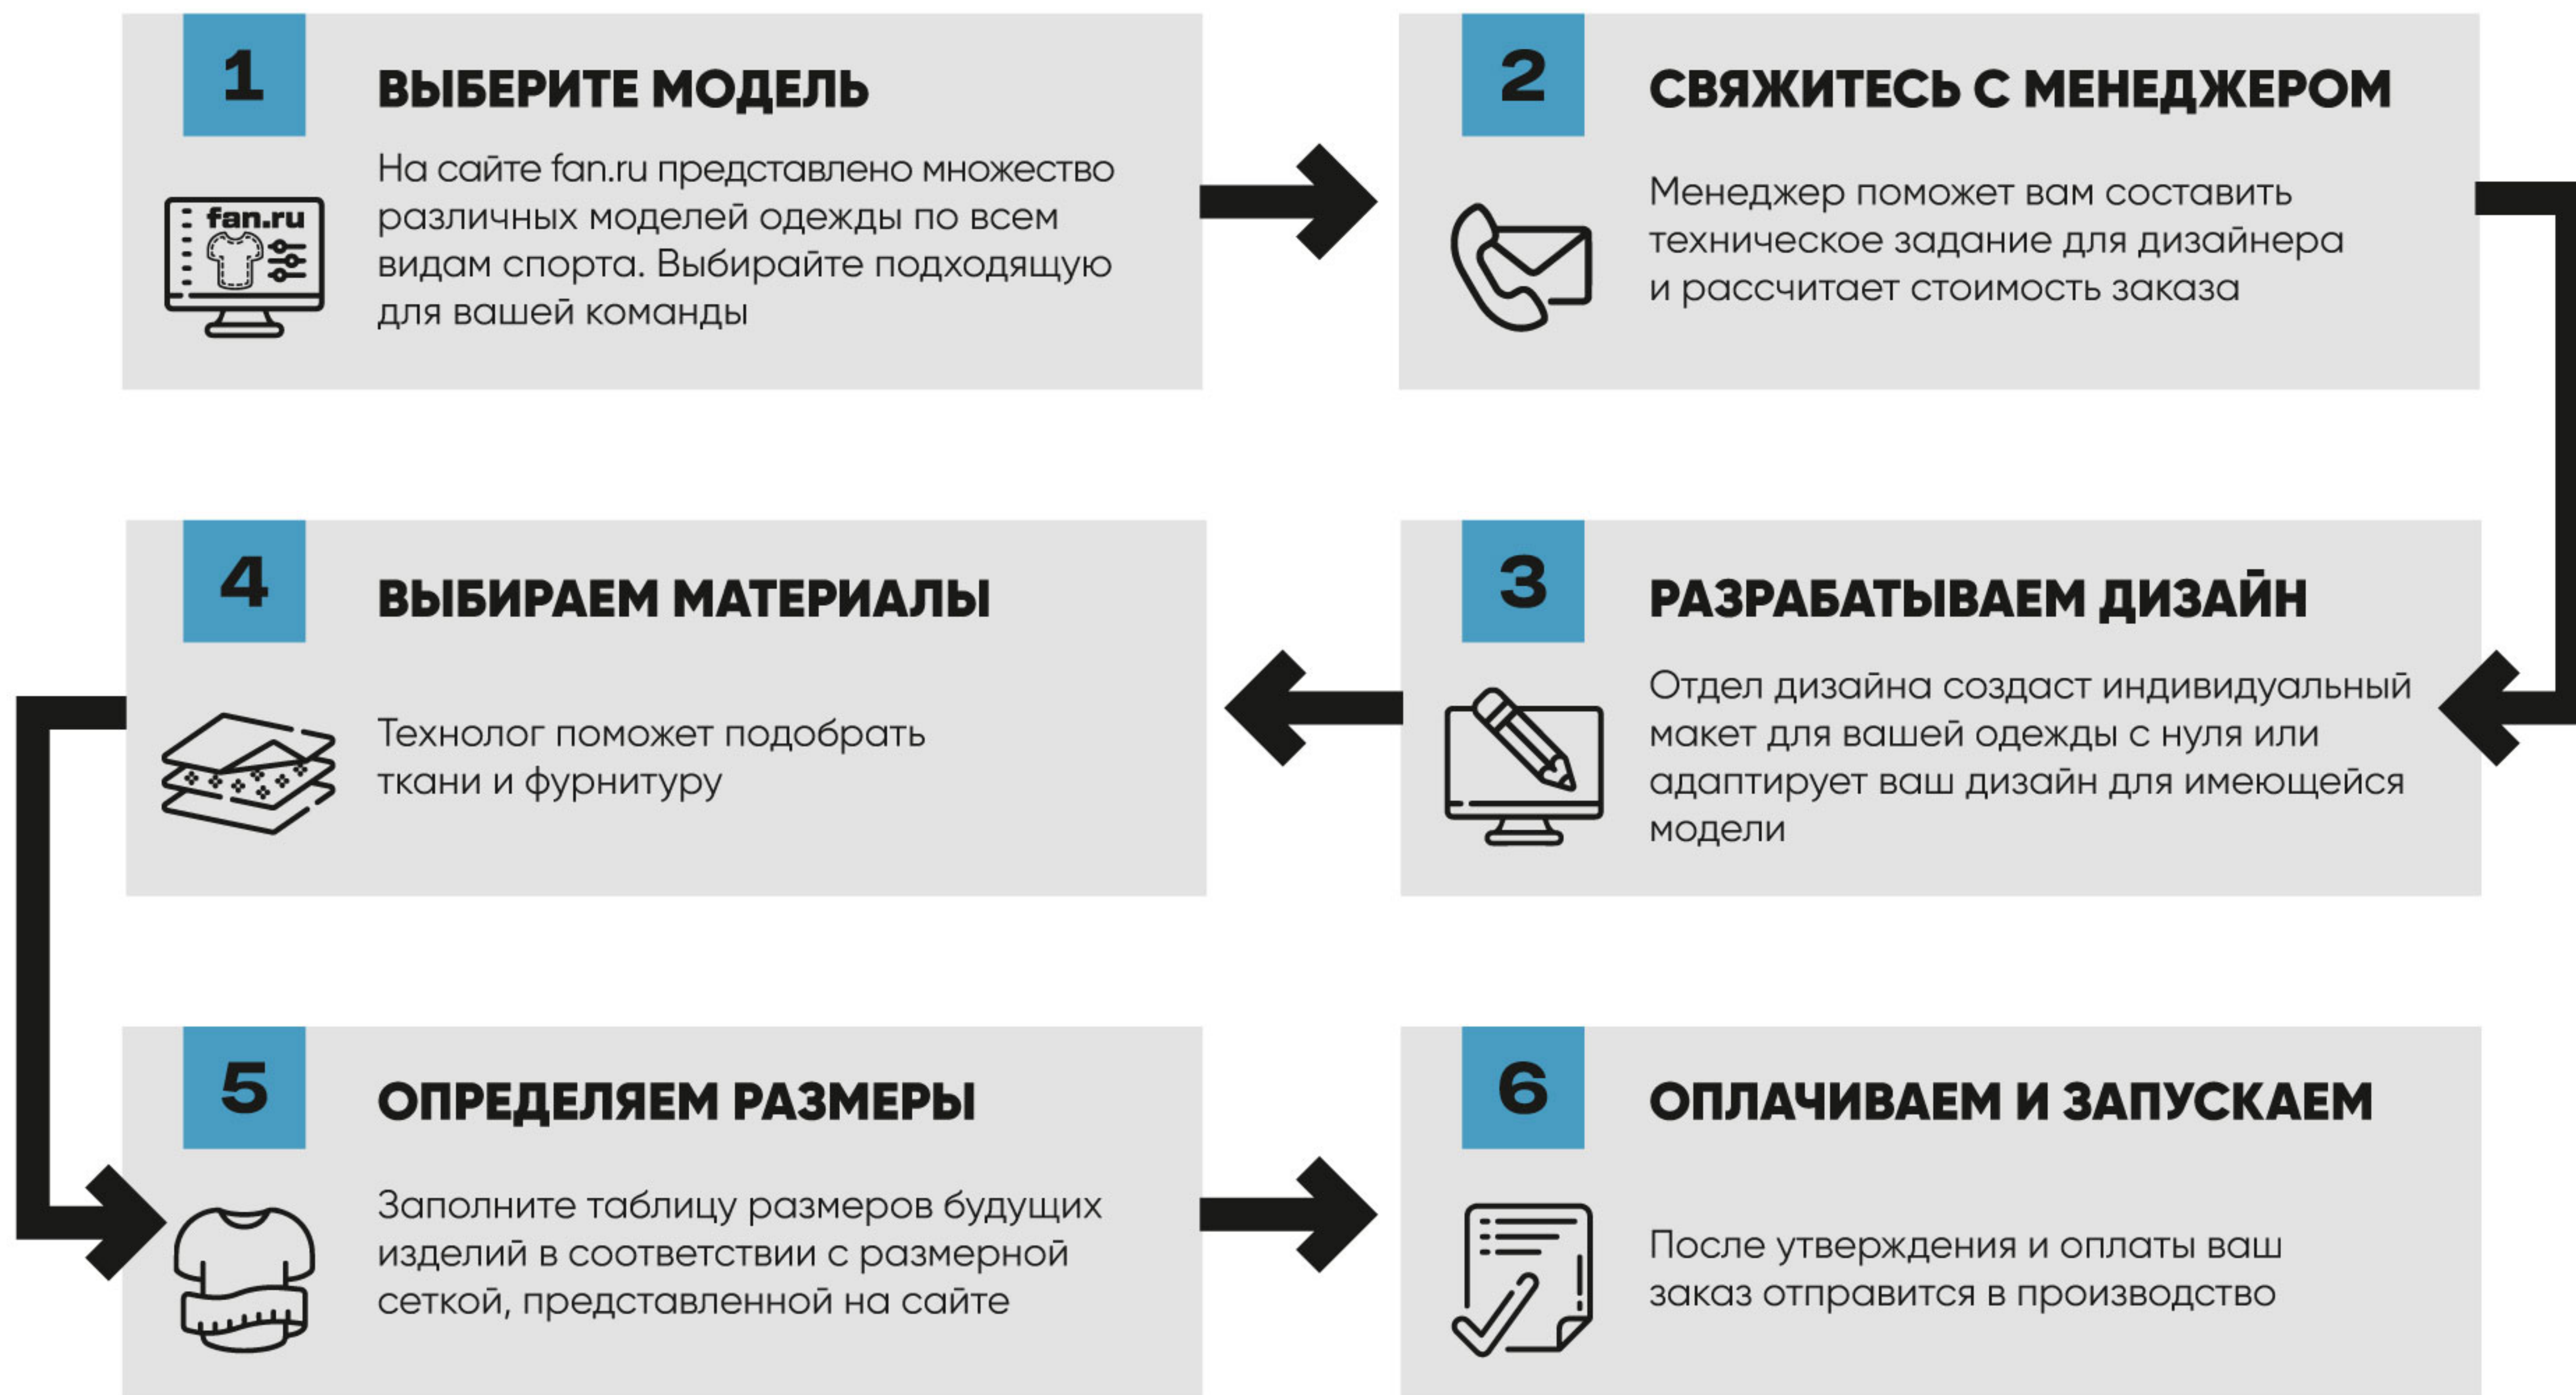 1
ВЫБЕРИТЕ МОДЕЛЬ
fan.ru
На сайте fan.ru представлено множество
различных моделей одежды по всем
видам спорта. Выбирайте подходящую
для вашей команды
2
СВЯЖИТЕСЬ С МЕНЕДЖЕРОМ
Менеджер поможет вам составить
техническое задание для дизайнера
и рассчитает стоимость заказа
3
РАЗРАБАТЫВАЕМ ДИЗАЙН
Отдел дизайна создаст индивидуальный
макет для вашей одежды с нуля или
адаптирует ваш дизайн для имеющейся
модели
4
ВЫБИРАЕМ МАТЕРИАЛЫ
Технолог поможет подобрать
ткани и фурнитуру
5
ОПРЕДЕЛЯЕМ РАЗМЕРЫ
Заполните таблицу размеров будущих
изделий в соответствии с размерной
сеткой, представленной на сайте
6
ОПЛАЧИВАЕМ И ЗАПУСКАЕМ
После утверждения и оплаты ваш
заказ отправится в производство